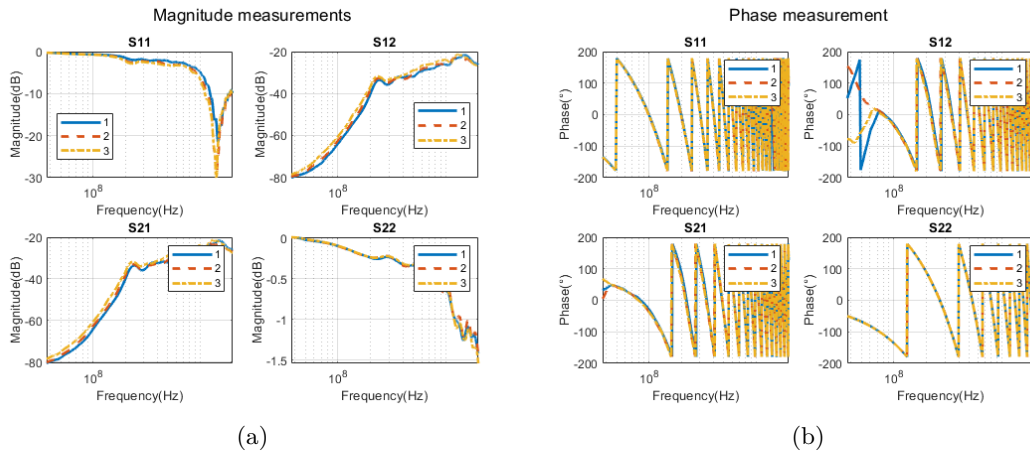 Magnitude measurements
S11
Magnitude(dB)
0
-10
-20
-30
1
2
3
10^8
Frequency(Hz)
S12
Magnitude(dB)
-20
-40
-60
-80
1
2
3
10^8
Frequency(Hz)
S21
Magnitude(dB)
-20
-40
-60
-80
1
2
3
10^8
Frequency(Hz)
S22
Magnitude(dB)
0
-0.5
-1
-1.5
1
2
3
10^8
Frequency(Hz)
(a)
Phase measurement
S11
Phase(°)
200
100
0
-100
-200
1
2
3
10^8
Frequency(Hz)
S12
Phase(°)
200
100
0
-100
-200
1
2
3
10^8
Frequency(Hz)
S21
Phase(°)
200
100
0
-100
-200
1
2
3
10^8
Frequency(Hz)
S22
Phase(°)
200
100
0
-100
-200
1
2
3
10^8
Frequency(Hz)
(b)